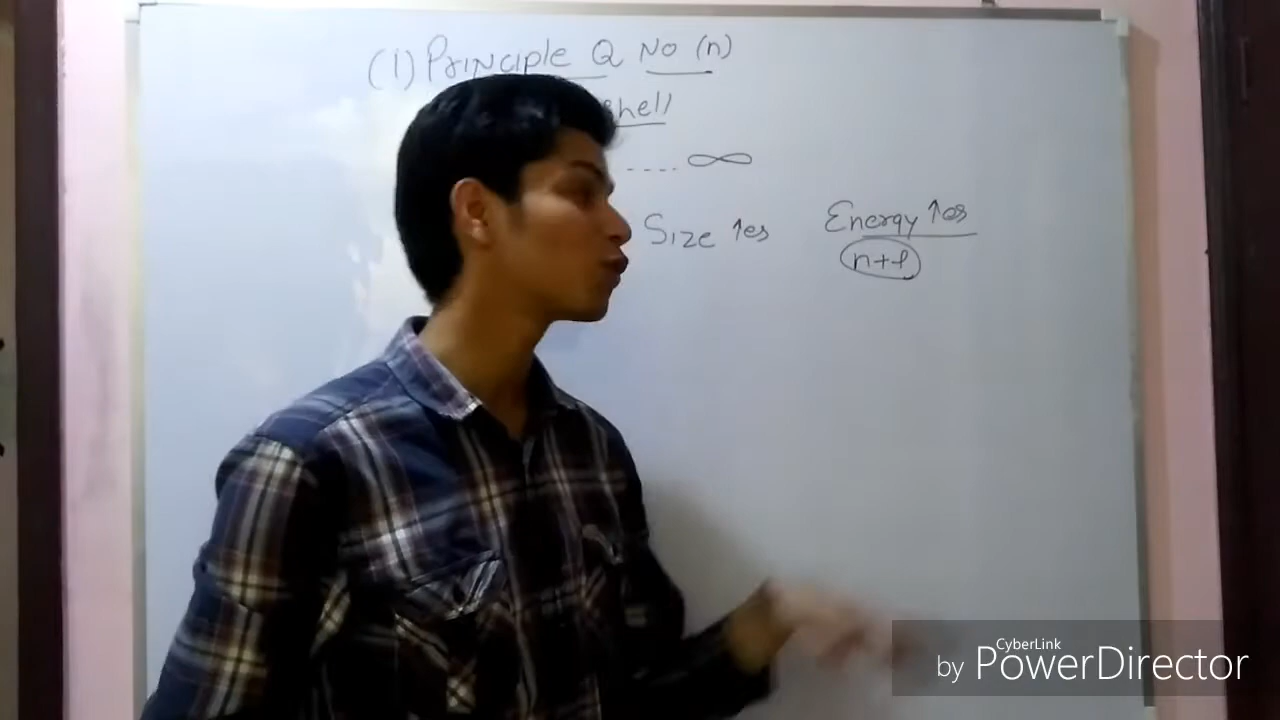 (1) Principle Q No (n)
shell
..... ∞
Size ↑es Energy ↑es
n+l
CyberLink
by PowerDirector